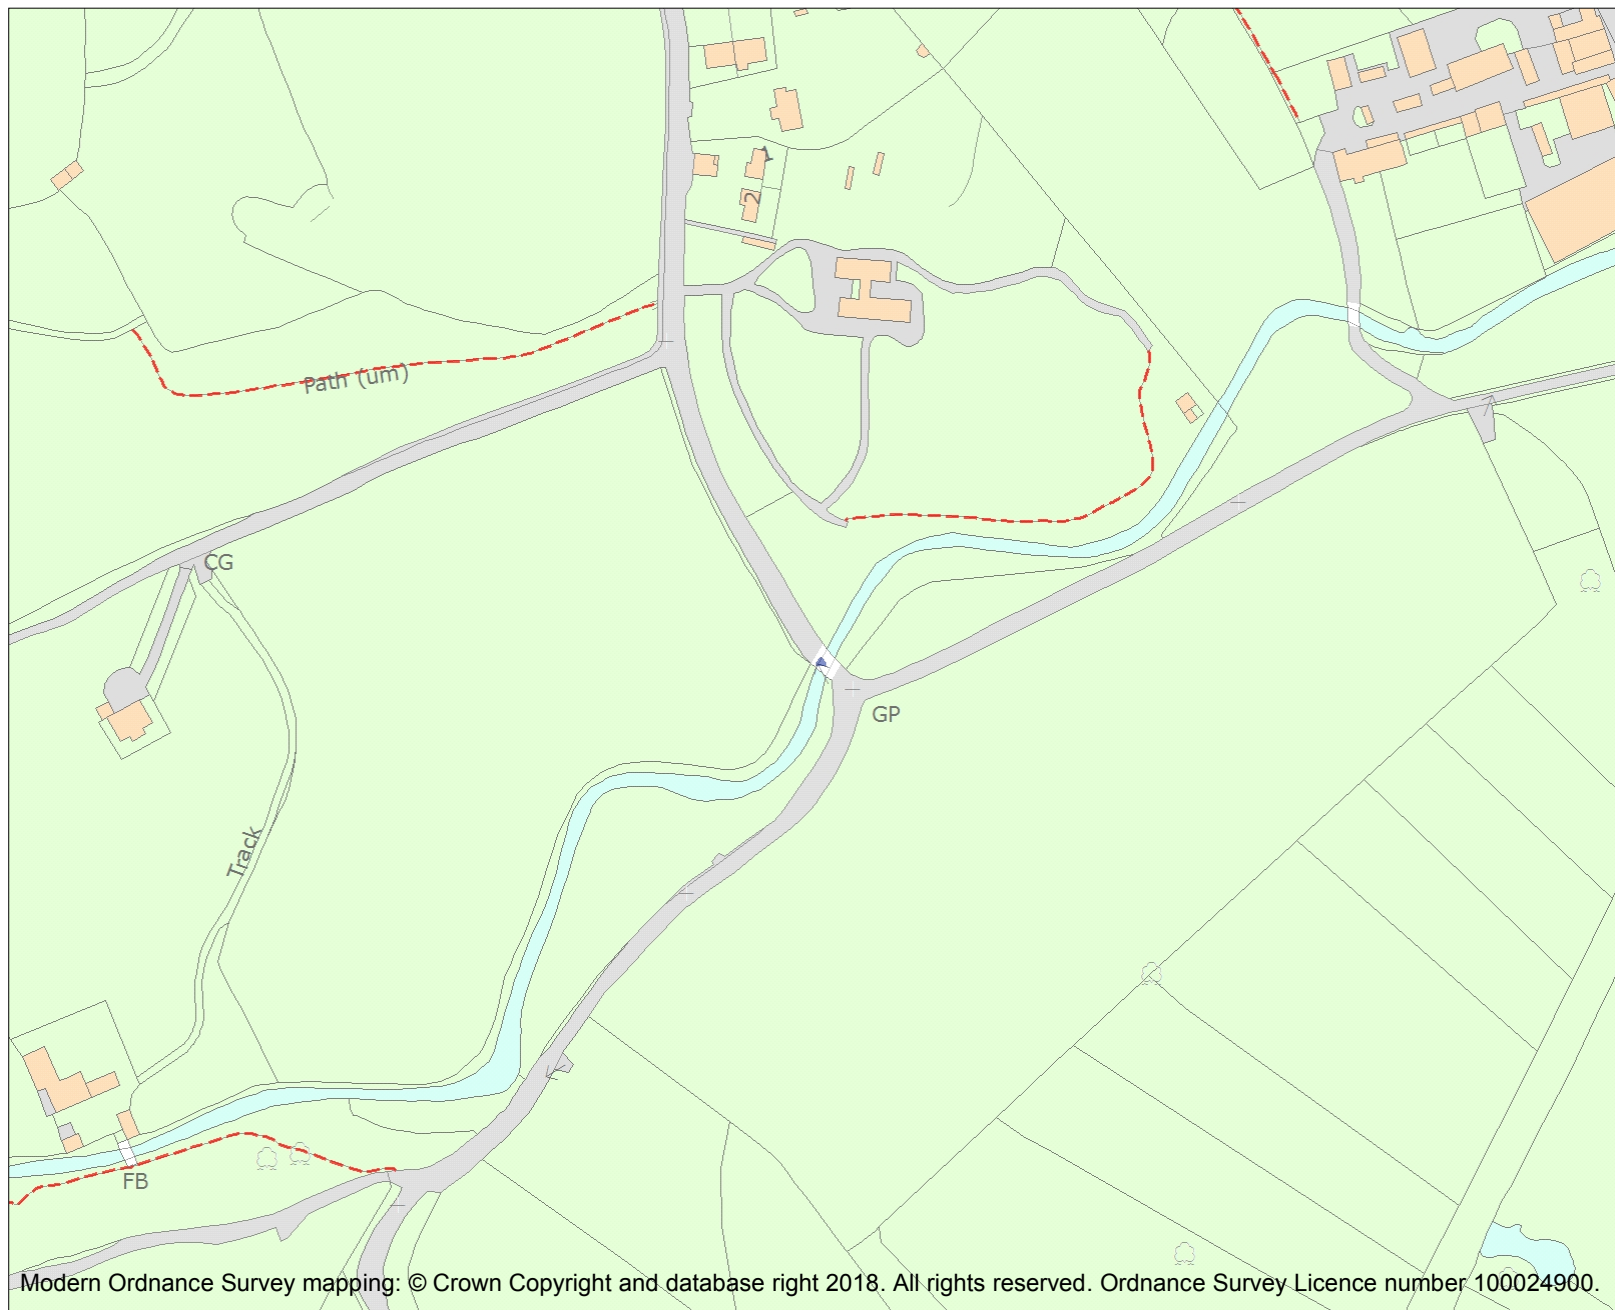 1
2
Path (um)
CG
GP
Track
FB
Modern Ordnance Survey mapping: © Crown Copyright and database right 2018. All rights reserved. Ordnance Survey Licence number 100024900.